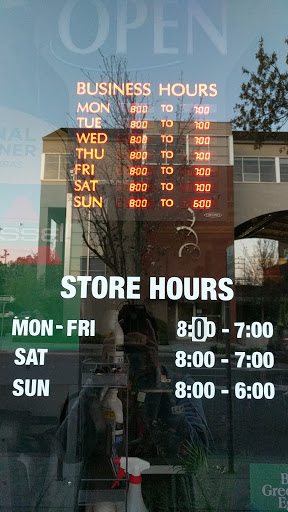 OPEN
BUSINESS HOURS
MON 800 TO 700
TUE 800 TO 700
WED 800 TO 700
THU 800 TO 700
FRI 800 TO 700
SAT 800 TO 700
SUN 800 TO 600
STORE HOURS
MON-FRI 8:00 - 7:00
SAT 8:00 - 7:00
SUN 8:00 - 6:00